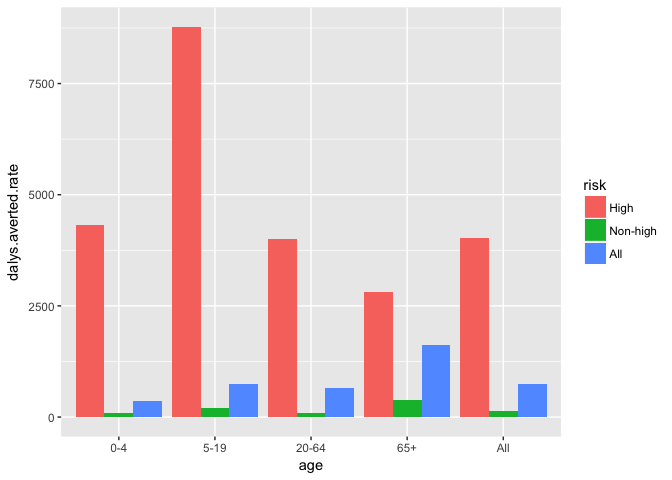 dalys.averted.rate
7500
5000
2500
0
0-4
5-19
20-64
65+
All
age
risk
High
Non-high
All